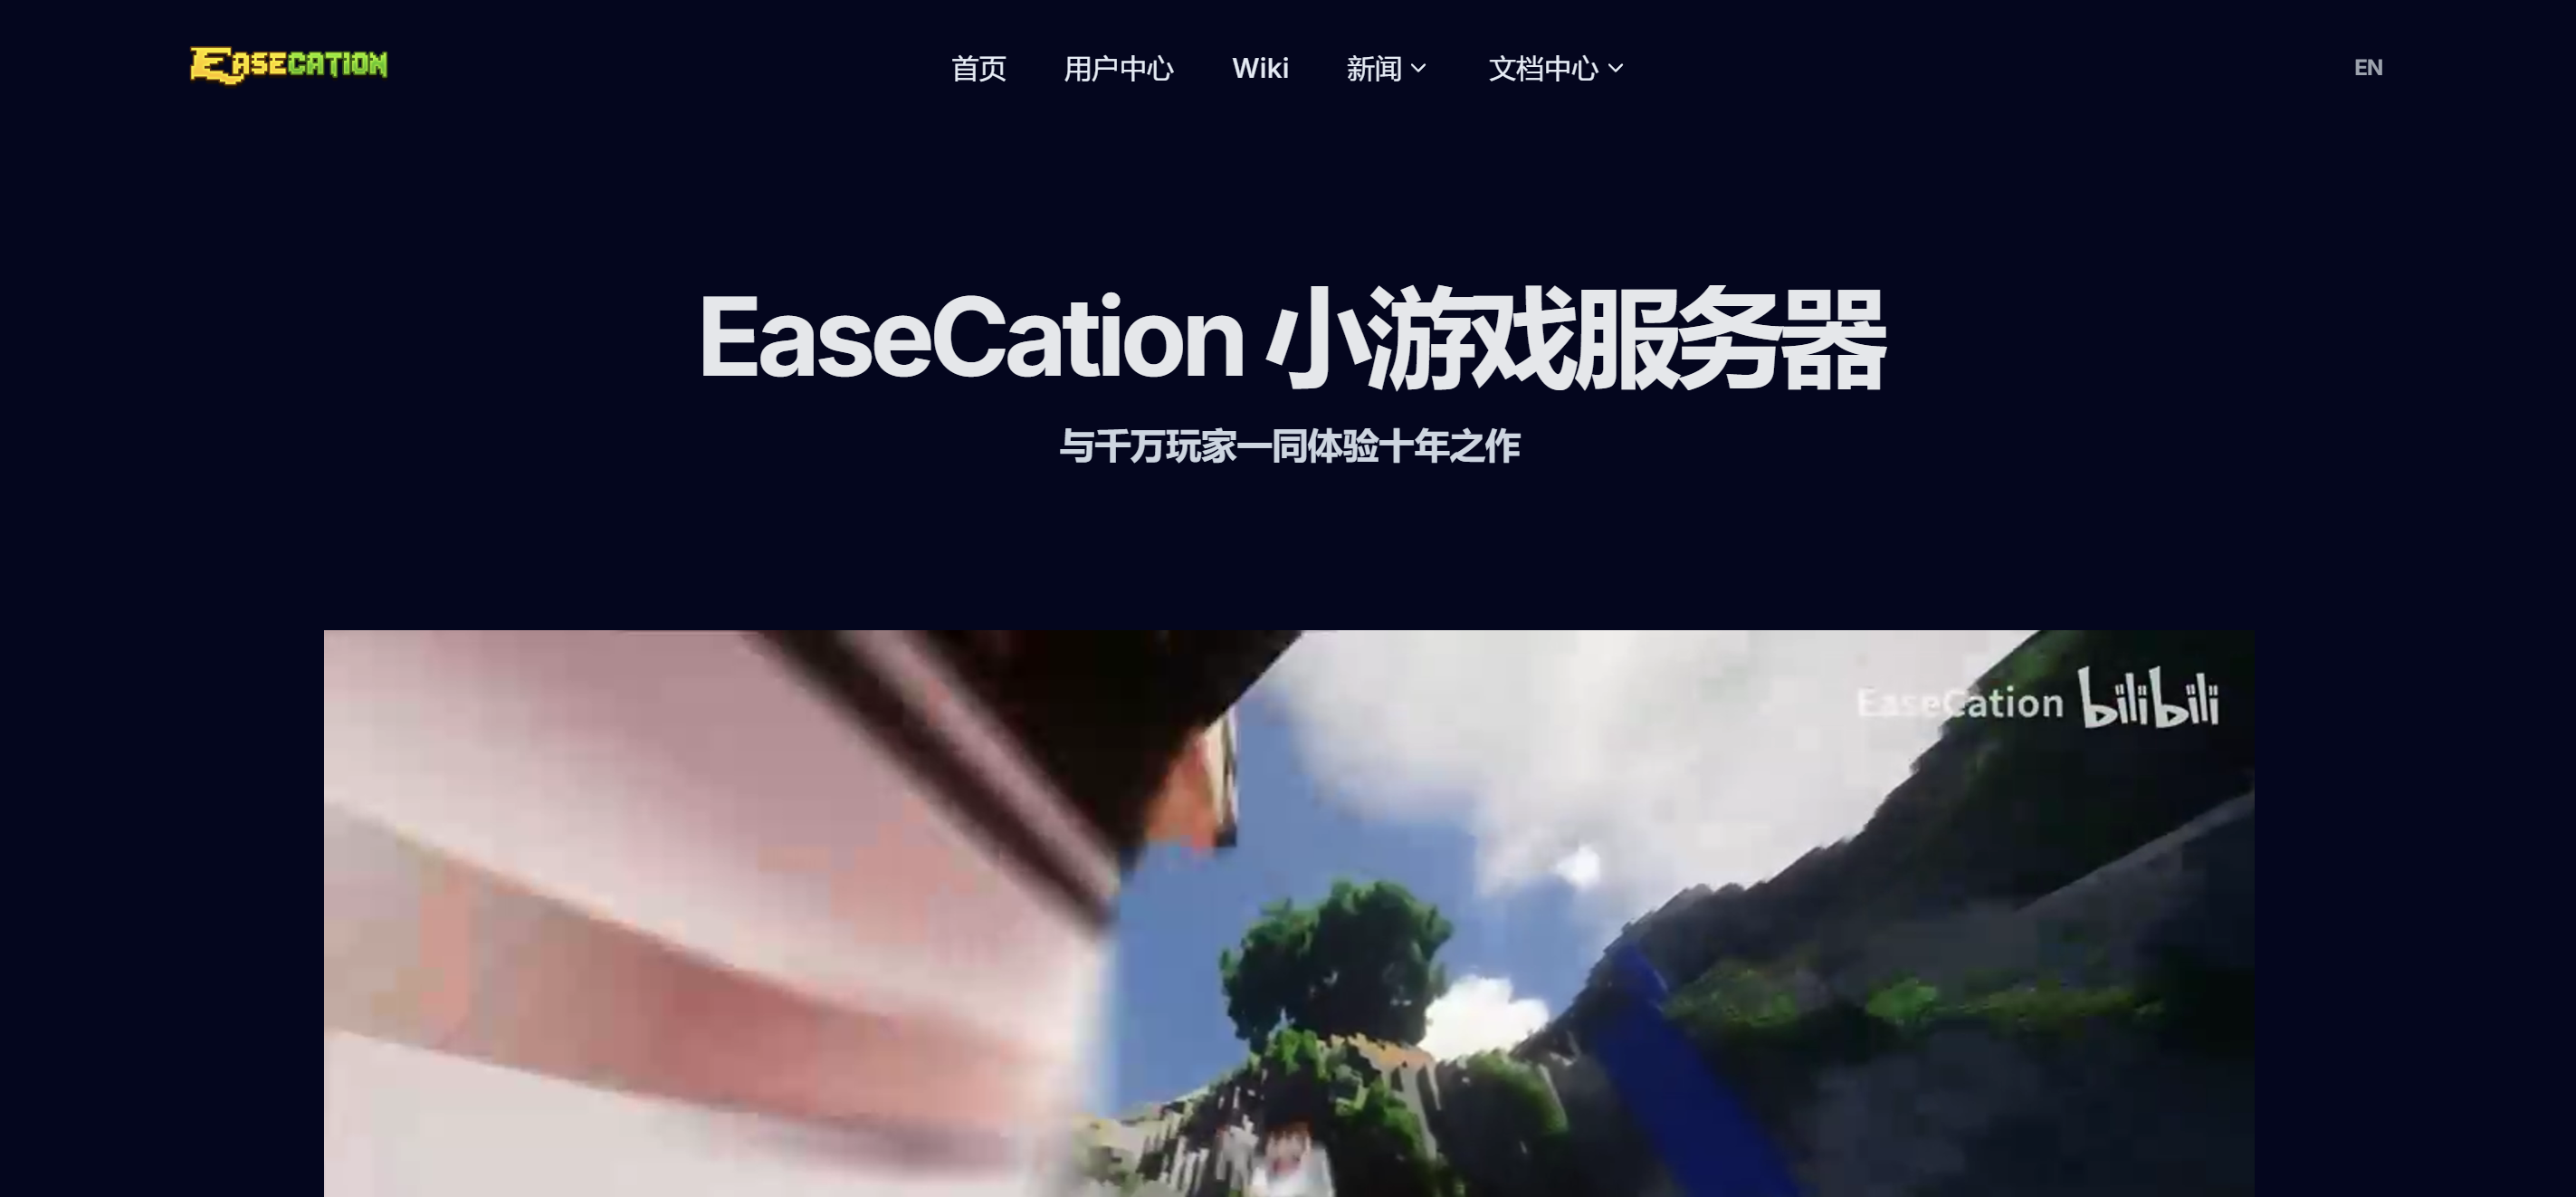 EASECATION
首页 用户中心 Wiki 新闻 文档中心 EN
EaseCation 小游戏服务器
与千万玩家一同体验十年之作
EaseCation bilibili